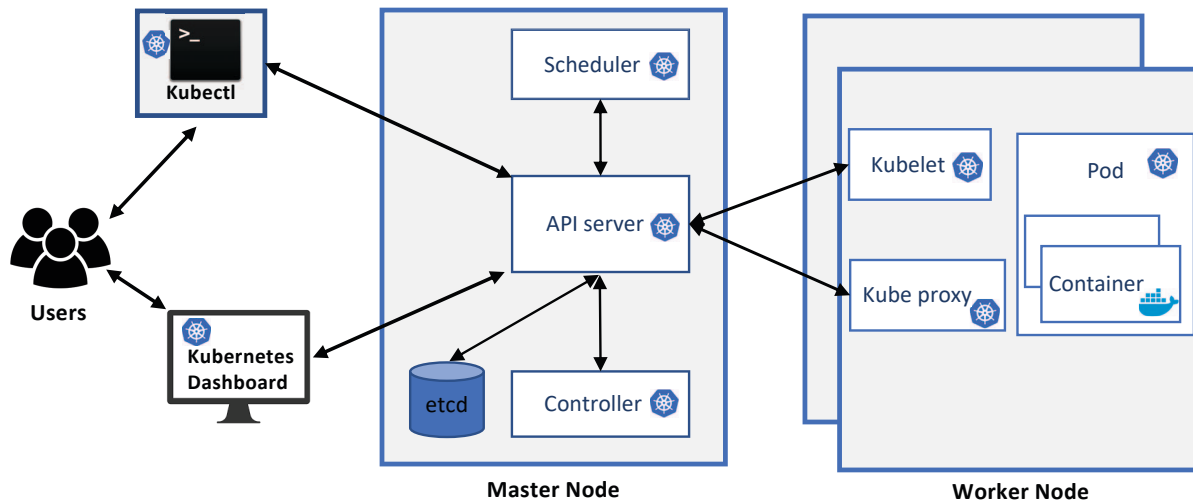 >_
Kubectl
Users
Kubernetes
Dashboard
Scheduler
API server
etcd
Controller
Master Node
Kubelet
Kube proxy
Pod
Container
Worker Node